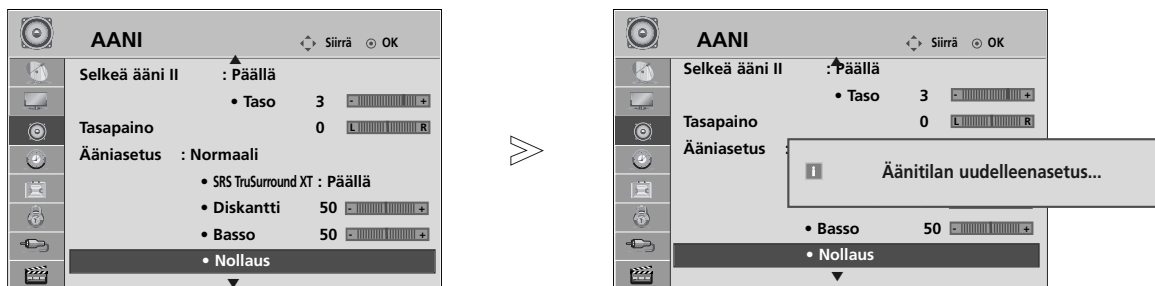 AANI
Siirrä OK
Selkeä ääni II : Päällä
• Taso 3 - +
Tasapaino 0 L R
Ääniasetus : Normaali
• SRS TruSurround XT : Päällä
• Diskantti 50 - +
• Basso 50 - +
• Nollaus
>
AANI
Siirrä OK
Selkeä ääni II : Päällä
• Taso 3 - +
Tasapaino 0 L R
Ääniasetus :
i Äänitilan uudelleenasetus...
• Basso 50 - +
• Nollaus